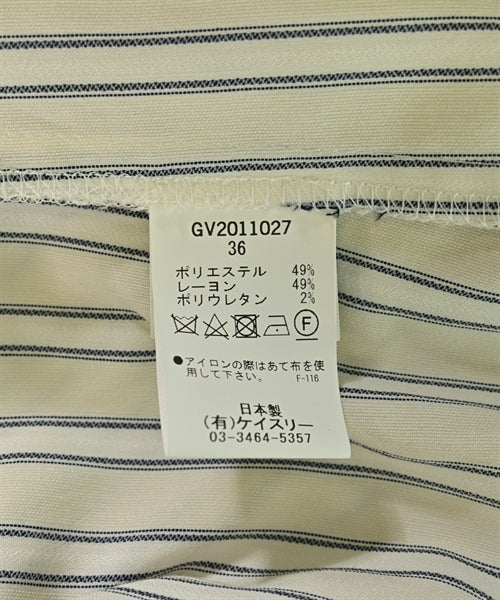 GV2011027
36
ポリエステル 49%
レーヨン 49%
ポリウレタン 2%
F
●アイロンの際はあて布を使
用して下さい。 F-116
日本製
(有)ケイスリー
03-3464-5357